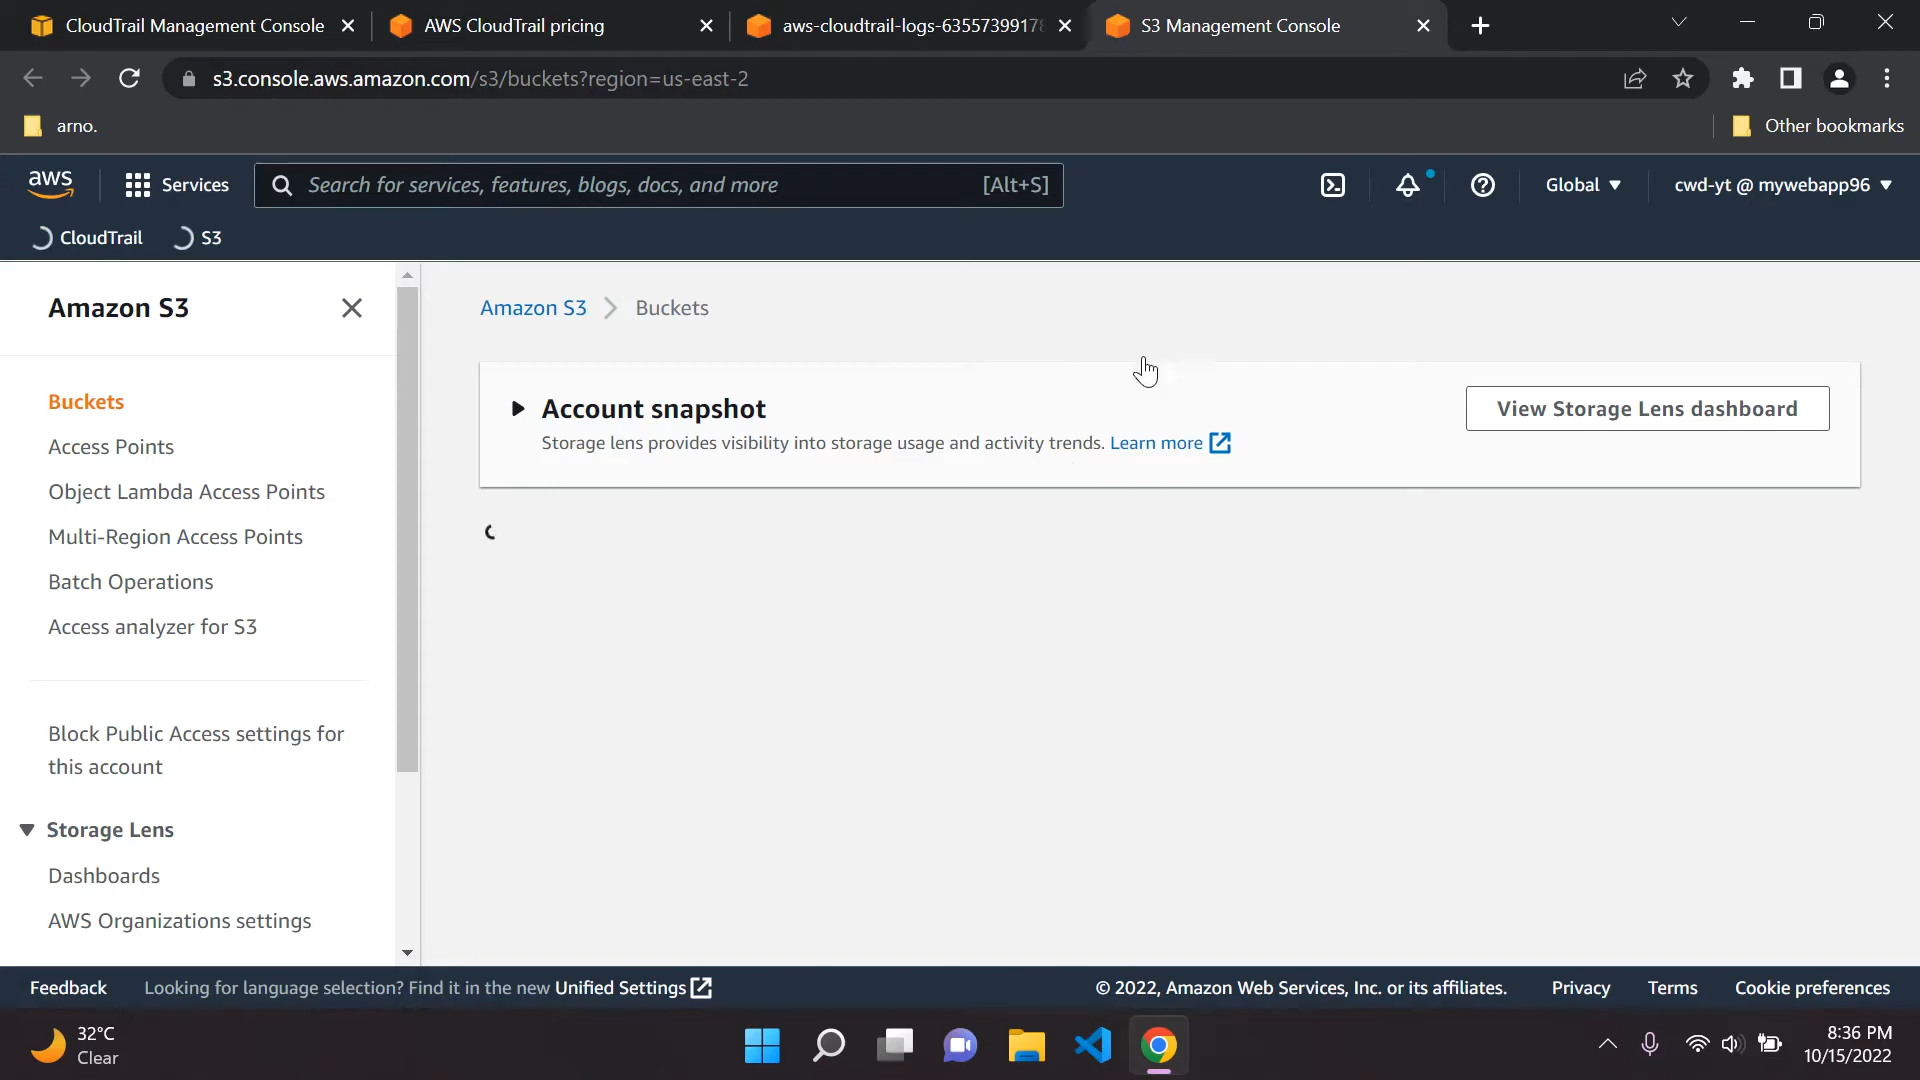 CloudTrail Management Console
AWS CloudTrail pricing
aws-cloudtrail-logs-63557399178
S3 Management Console
s3.console.aws.amazon.com/s3/buckets?region=us-east-2
arno.
Other bookmarks
aws
Services
Search for services, features, blogs, docs, and more
[Alt+S]
Global
cwd-yt @ mywebapp96
CloudTrail
S3
Amazon S3
Buckets
Access Points
Object Lambda Access Points
Multi-Region Access Points
Batch Operations
Access analyzer for S3
Block Public Access settings for
this account
Storage Lens
Dashboards
AWS Organizations settings
Amazon S3
Buckets
Account snapshot
Storage lens provides visibility into storage usage and activity trends. Learn more
View Storage Lens dashboard
Feedback
Looking for language selection? Find it in the new Unified Settings
© 2022, Amazon Web Services, Inc. or its affiliates.
Privacy
Terms
Cookie preferences
32°C
Clear
8:36 PM
10/15/2022